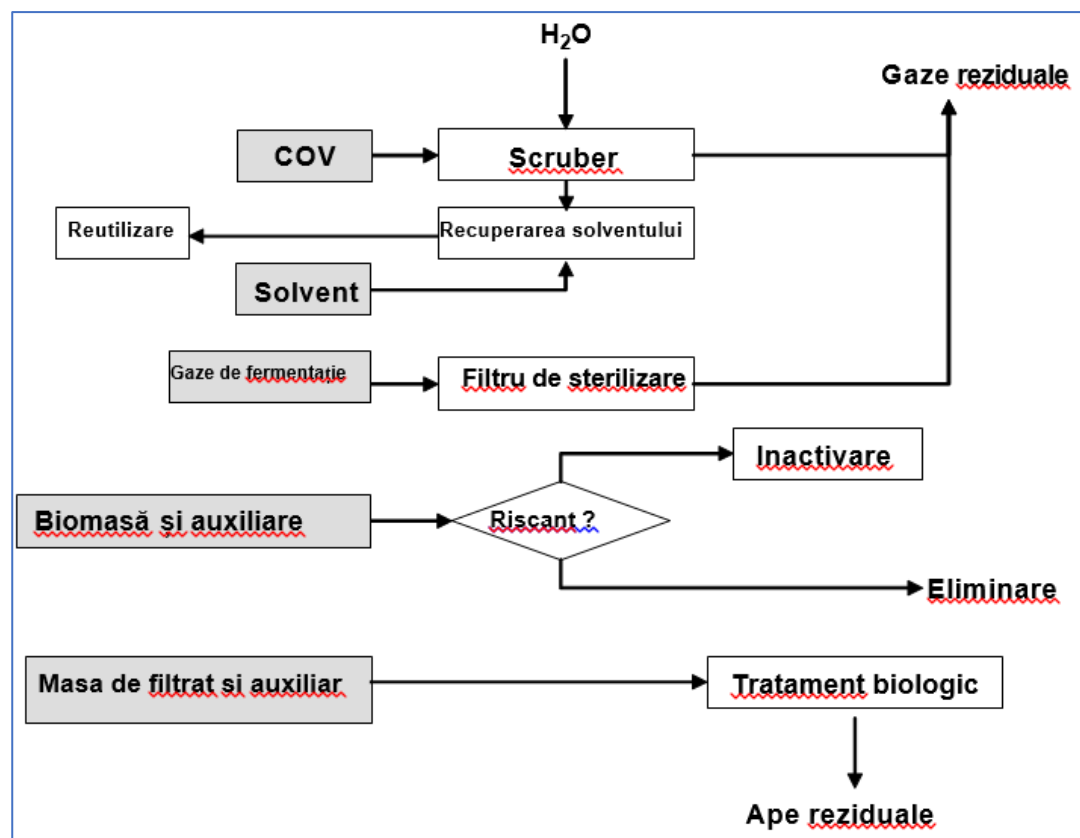 H₂O
Gaze reziduale
COV
Scruber
Reutilizare
Recuperarea solventului
Solvent
Gaze de fermentație
Filtru de sterilizare
Inactivare
Biomasă și auxiliare
Riscant ?
Eliminare
Masa de filtrat si auxiliar
Tratament biologic
Ape reziduale